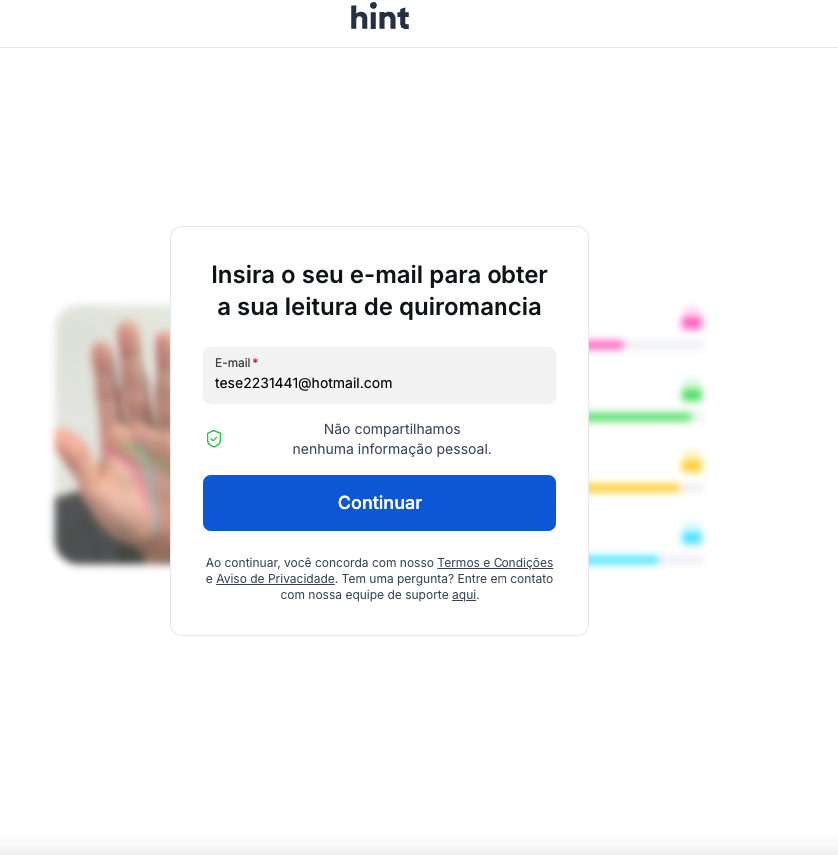 hint
Insira o seu e-mail para obter
a sua leitura de quiromancia
E-mail*
tese2231441@hotmail.com
Não compartilhamos
nenhuma informação pessoal.
Continuar
Ao continuar, você concorda com nosso Termos e Condições
e Aviso de Privacidade. Tem uma pergunta? Entre em contato
com nossa equipe de suporte aqui.